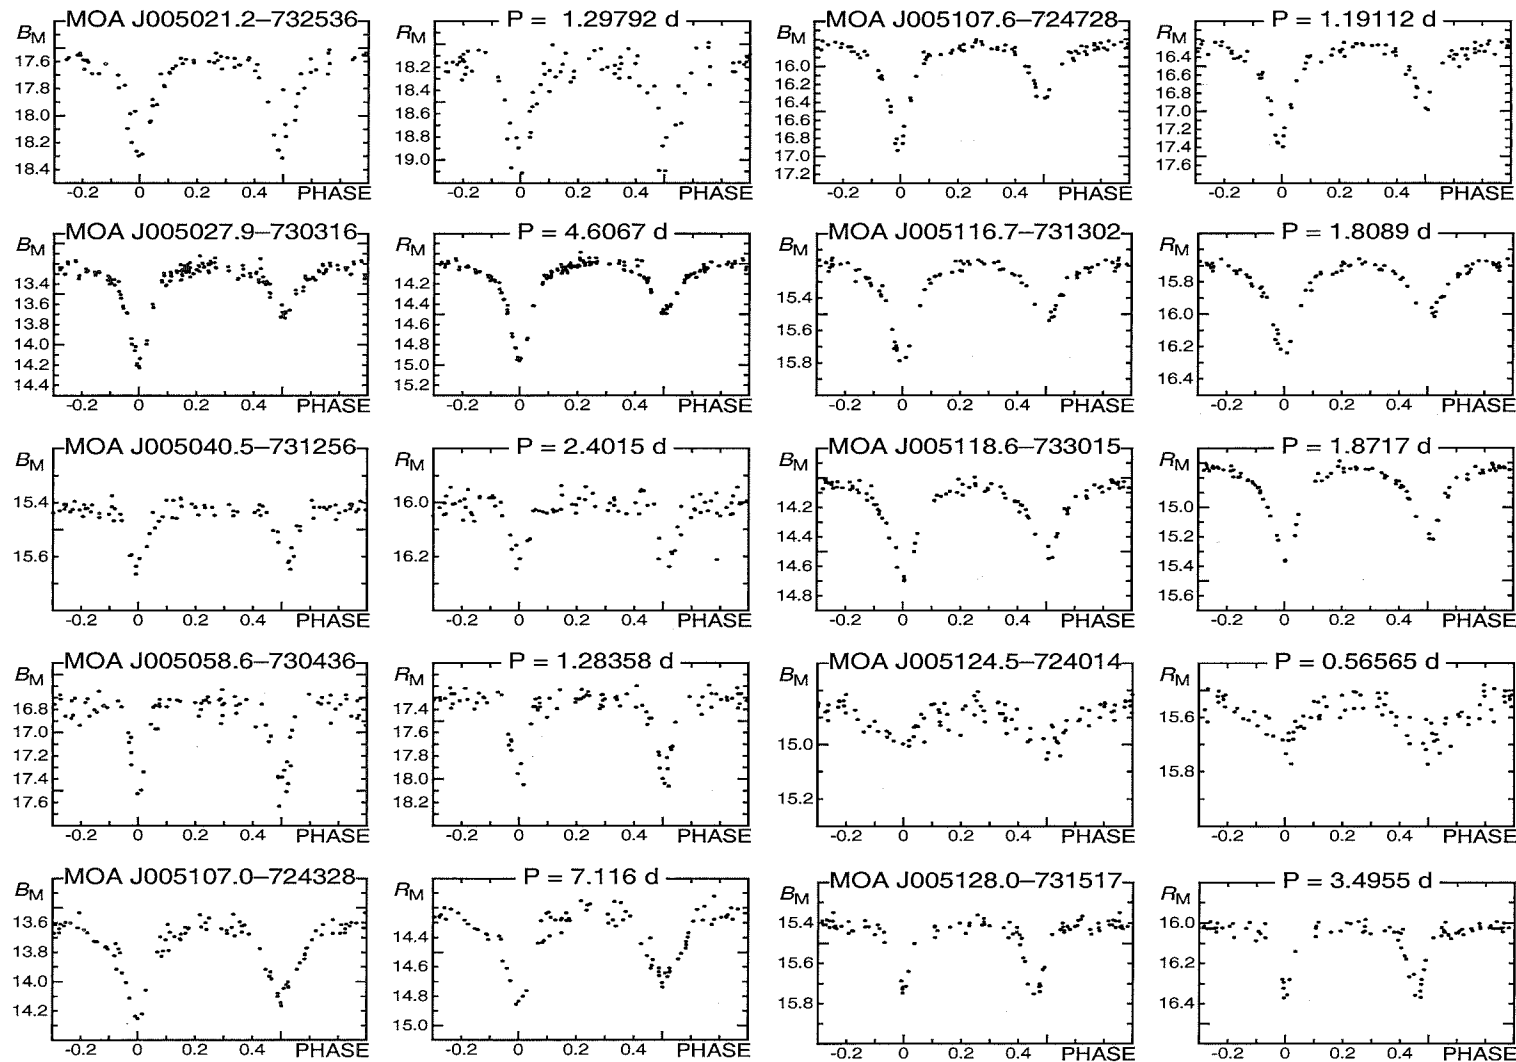 MOA J005021.2–732536
B_M
17.6
17.8
18.0
18.2
18.4
-0.2 0 0.2 0.4 PHASE
P = 1.29792 d
R_M
18.2
18.4
18.6
18.8
19.0
-0.2 0 0.2 0.4 PHASE
MOA J005107.6–724728
B_M
16.0
16.2
16.4
16.6
16.8
17.0
17.2
-0.2 0 0.2 0.4 PHASE
P = 1.19112 d
R_M
16.4
16.6
16.8
17.0
17.2
17.4
17.6
-0.2 0 0.2 0.4 PHASE
MOA J005027.9–730316
B_M
13.4
13.6
13.8
14.0
14.2
14.4
-0.2 0 0.2 0.4 PHASE
P = 4.6067 d
R_M
14.2
14.4
14.6
14.8
15.0
15.2
-0.2 0 0.2 0.4 PHASE
MOA J005116.7–731302
B_M
15.4
15.6
15.8
-0.2 0 0.2 0.4 PHASE
P = 1.8089 d
R_M
15.8
16.0
16.2
16.4
-0.2 0 0.2 0.4 PHASE
MOA J005040.5–731256
B_M
15.4
15.6
-0.2 0 0.2 0.4 PHASE
P = 2.4015 d
R_M
16.0
16.2
-0.2 0 0.2 0.4 PHASE
MOA J005118.6–733015
B_M
14.2
14.4
14.6
14.8
-0.2 0 0.2 0.4 PHASE
P = 1.8717 d
R_M
14.8
15.0
15.2
15.4
15.6
-0.2 0 0.2 0.4 PHASE
MOA J005058.6–730436
B_M
16.8
17.0
17.2
17.4
17.6
-0.2 0 0.2 0.4 PHASE
P = 1.28358 d
R_M
17.2
17.4
17.6
17.8
18.0
18.2
-0.2 0 0.2 0.4 PHASE
MOA J005124.5–724014
B_M
15.0
15.2
-0.2 0 0.2 0.4 PHASE
P = 0.56565 d
R_M
15.6
15.8
-0.2 0 0.2 0.4 PHASE
MOA J005107.0–724328
B_M
13.6
13.8
14.0
14.2
-0.2 0 0.2 0.4 PHASE
P = 7.116 d
R_M
14.4
14.6
14.8
15.0
-0.2 0 0.2 0.4 PHASE
MOA J005128.0–731517
B_M
15.4
15.6
15.8
-0.2 0 0.2 0.4 PHASE
P = 3.4955 d
R_M
16.0
16.2
16.4
-0.2 0 0.2 0.4 PHASE